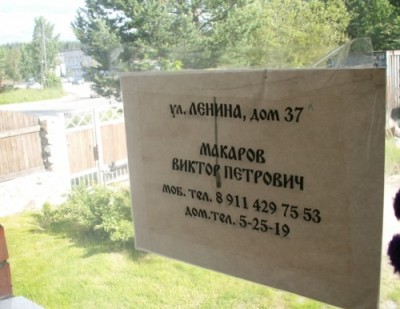 ул. ЛЕНИНА, дом 37
МАКАРОВ
ВИКТОР ПЕТРОВИЧ
моб. тел. 8 911 429 75 53
дом.тел. 5-25-19